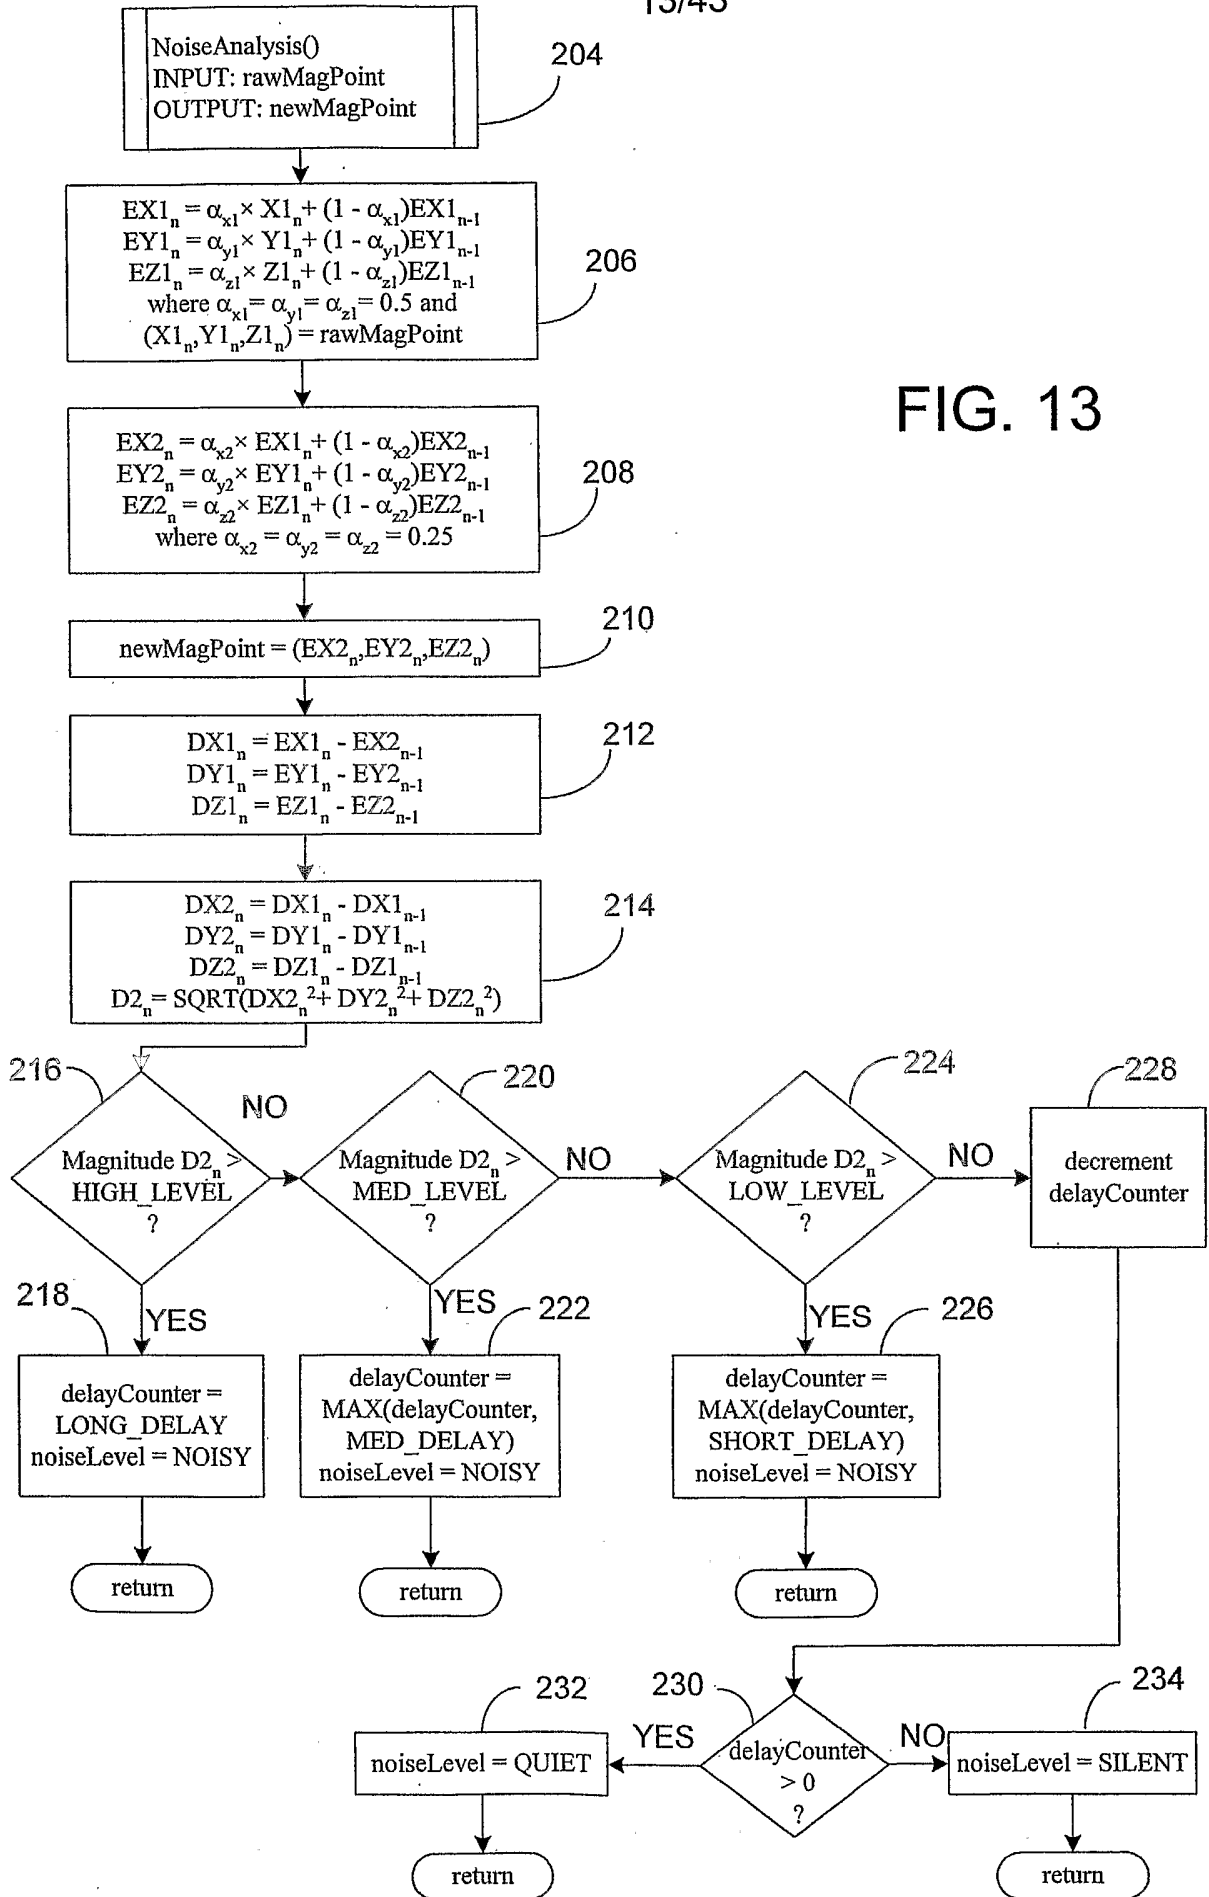 13/43
NoiseAnalysis()
INPUT: rawMagPoint
OUTPUT: newMagPoint
204
EX1n = αx1 × X1n + (1 - αx1)EX1n-1
EY1n = αy1 × Y1n + (1 - αy1)EY1n-1
EZ1n = αz1 × Z1n + (1 - αz1)EZ1n-1
where αx1 = αy1 = αz1 = 0.5 and
(X1n,Y1n,Z1n) = rawMagPoint
206
FIG. 13
EX2n = αx2 × EX1n + (1 - αx2)EX2n-1
EY2n = αy2 × EY1n + (1 - αy2)EY2n-1
EZ2n = αz2 × EZ1n + (1 - αz2)EZ2n-1
where αx2 = αy2 = αz2 = 0.25
208
newMagPoint = (EX2n,EY2n,EZ2n)
210
DX1n = EX1n - EX2n-1
DY1n = EY1n - EY2n-1
DZ1n = EZ1n - EZ2n-1
212
DX2n = DX1n - DX1n-1
DY2n = DY1n - DY1n-1
DZ2n = DZ1n - DZ1n-1
D2n = SQRT(DX2n² + DY2n² + DZ2n²)
214
216
Magnitude D2n >
HIGH_LEVEL
?
NO
220
Magnitude D2n >
MED_LEVEL
?
NO
224
Magnitude D2n >
LOW_LEVEL
?
NO
228
decrement
delayCounter
218
YES
delayCounter =
LONG_DELAY
noiseLevel = NOISY
return
YES
222
delayCounter =
MAX(delayCounter,
MED_DELAY)
noiseLevel = NOISY
return
YES
226
delayCounter =
MAX(delayCounter,
SHORT_DELAY)
noiseLevel = NOISY
return
230
delayCounter
> 0
?
YES
232
noiseLevel = QUIET
return
NO
234
noiseLevel = SILENT
return